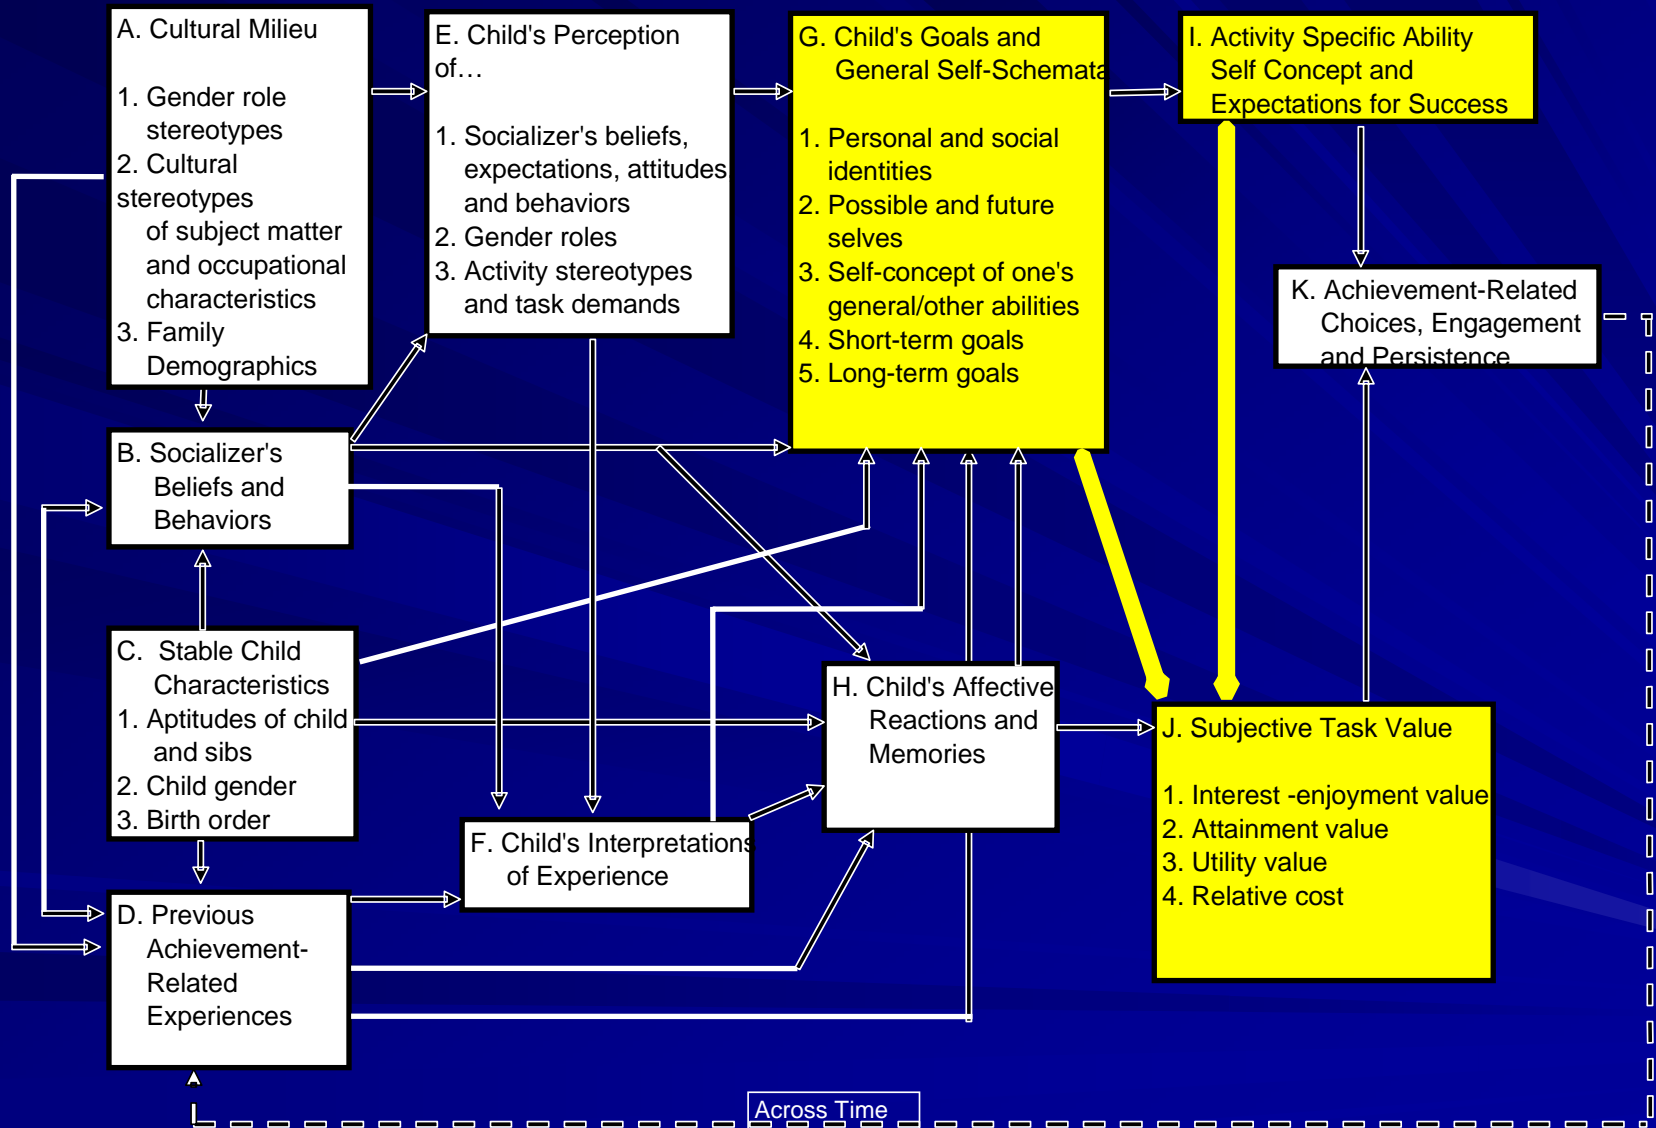 A. Cultural Milieu
1. Gender role
stereotypes
2. Cultural
stereotypes
of subject matter
and occupational
characteristics
3. Family
Demographics
B. Socializer's
Beliefs and
Behaviors
C. Stable Child
Characteristics
1. Aptitudes of child
and sibs
2. Child gender
3. Birth order
D. Previous
Achievement-
Related
Experiences
E. Child's Perception
of…
1. Socializer's beliefs,
expectations, attitudes,
and behaviors
2. Gender roles
3. Activity stereotypes
and task demands
F. Child's Interpretations
of Experience
G. Child's Goals and
General Self-Schemata
1. Personal and social
identities
2. Possible and future
selves
3. Self-concept of one's
general/other abilities
4. Short-term goals
5. Long-term goals
H. Child's Affective
Reactions and
Memories
I. Activity Specific Ability
Self Concept and
Expectations for Success
J. Subjective Task Value
1. Interest -enjoyment value
2. Attainment value
3. Utility value
4. Relative cost
K. Achievement-Related
Choices, Engagement
and Persistence
Across Time